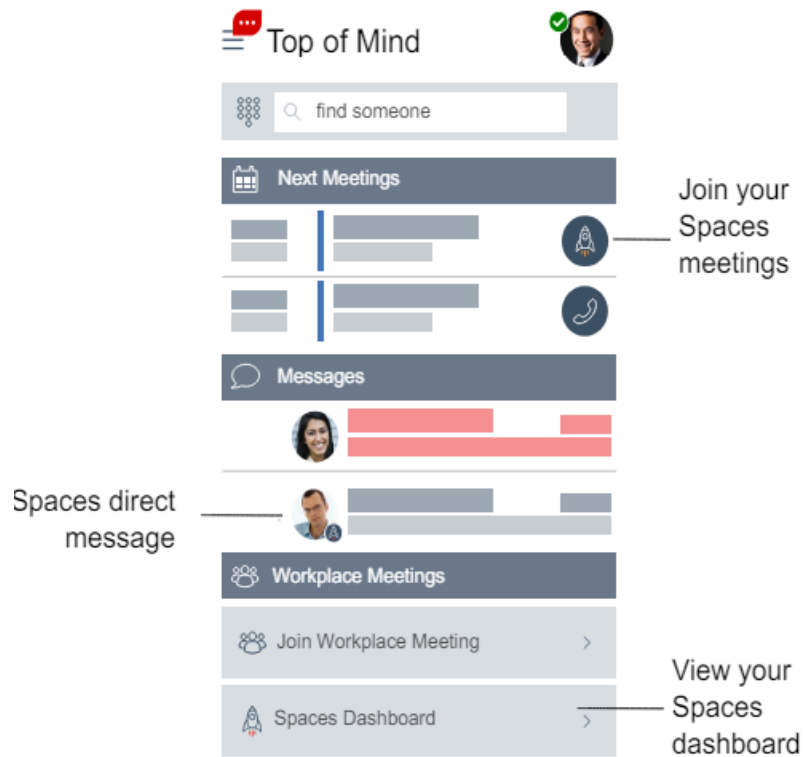 Top of Mind
find someone
Next Meetings
Join your
Spaces
meetings
Messages
Spaces direct
message
Workplace Meetings
Join Workplace Meeting
Spaces Dashboard
View your
Spaces
dashboard